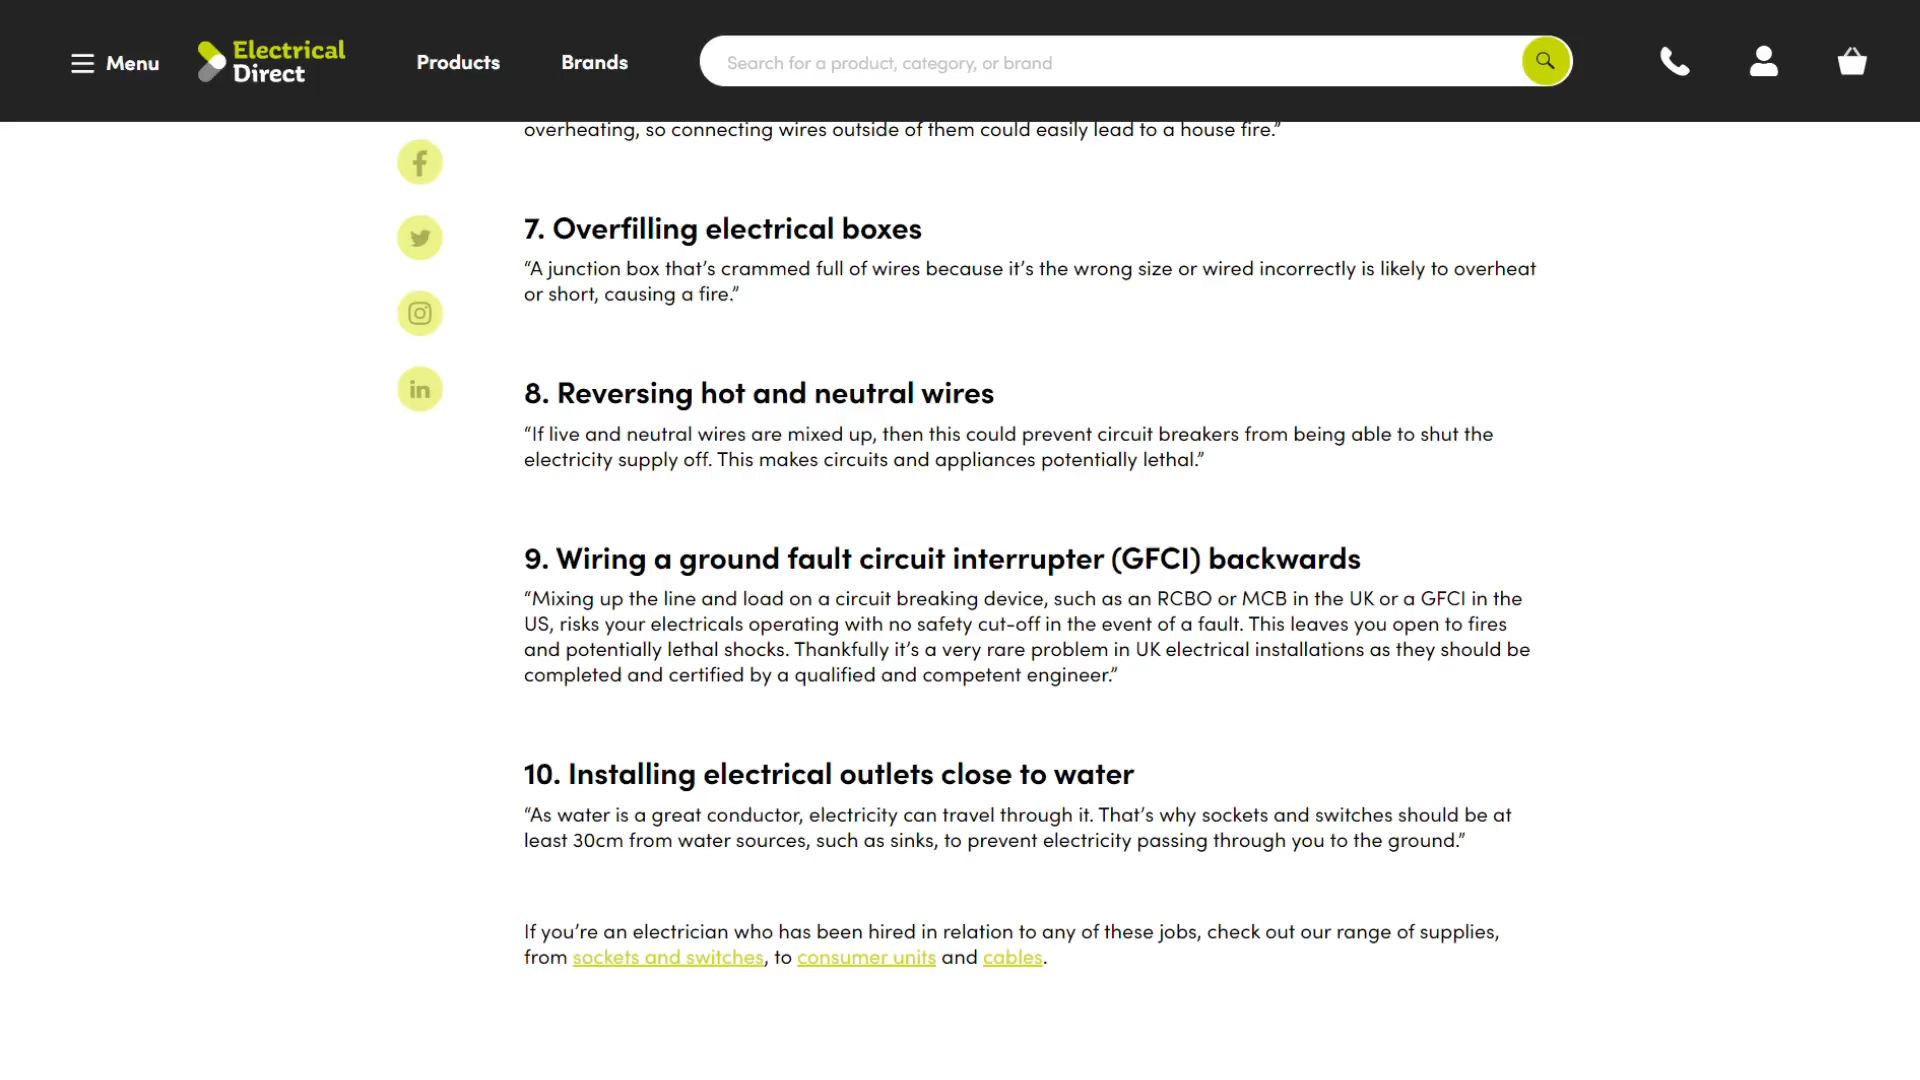 Menu
Electrical
Direct
Products
Brands
Search for a product, category, or brand
overheating, so connecting wires outside of them could easily lead to a house fire.”
7. Overfilling electrical boxes
“A junction box that’s crammed full of wires because it’s the wrong size or wired incorrectly is likely to overheat
or short, causing a fire.”
8. Reversing hot and neutral wires
“If live and neutral wires are mixed up, then this could prevent circuit breakers from being able to shut the
electricity supply off. This makes circuits and appliances potentially lethal.”
9. Wiring a ground fault circuit interrupter (GFCI) backwards
“Mixing up the line and load on a circuit breaking device, such as an RCBO or MCB in the UK or a GFCI in the
US, risks your electricals operating with no safety cut-off in the event of a fault. This leaves you open to fires
and potentially lethal shocks. Thankfully it’s a very rare problem in UK electrical installations as they should be
completed and certified by a qualified and competent engineer.”
10. Installing electrical outlets close to water
“As water is a great conductor, electricity can travel through it. That’s why sockets and switches should be at
least 30cm from water sources, such as sinks, to prevent electricity passing through you to the ground.”
If you’re an electrician who has been hired in relation to any of these jobs, check out our range of supplies,
from sockets and switches, to consumer units and cables.